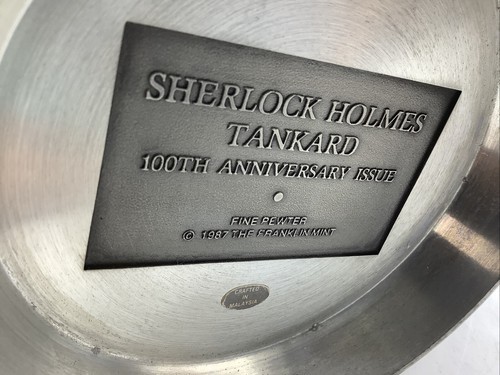 SHERLOCK HOLMES
TANKARD
100TH ANNIVERSARY ISSUE
FINE PEWTER
© 1987 THE FRANKLIN MINT
CRAFTED
IN
MALAYSIA